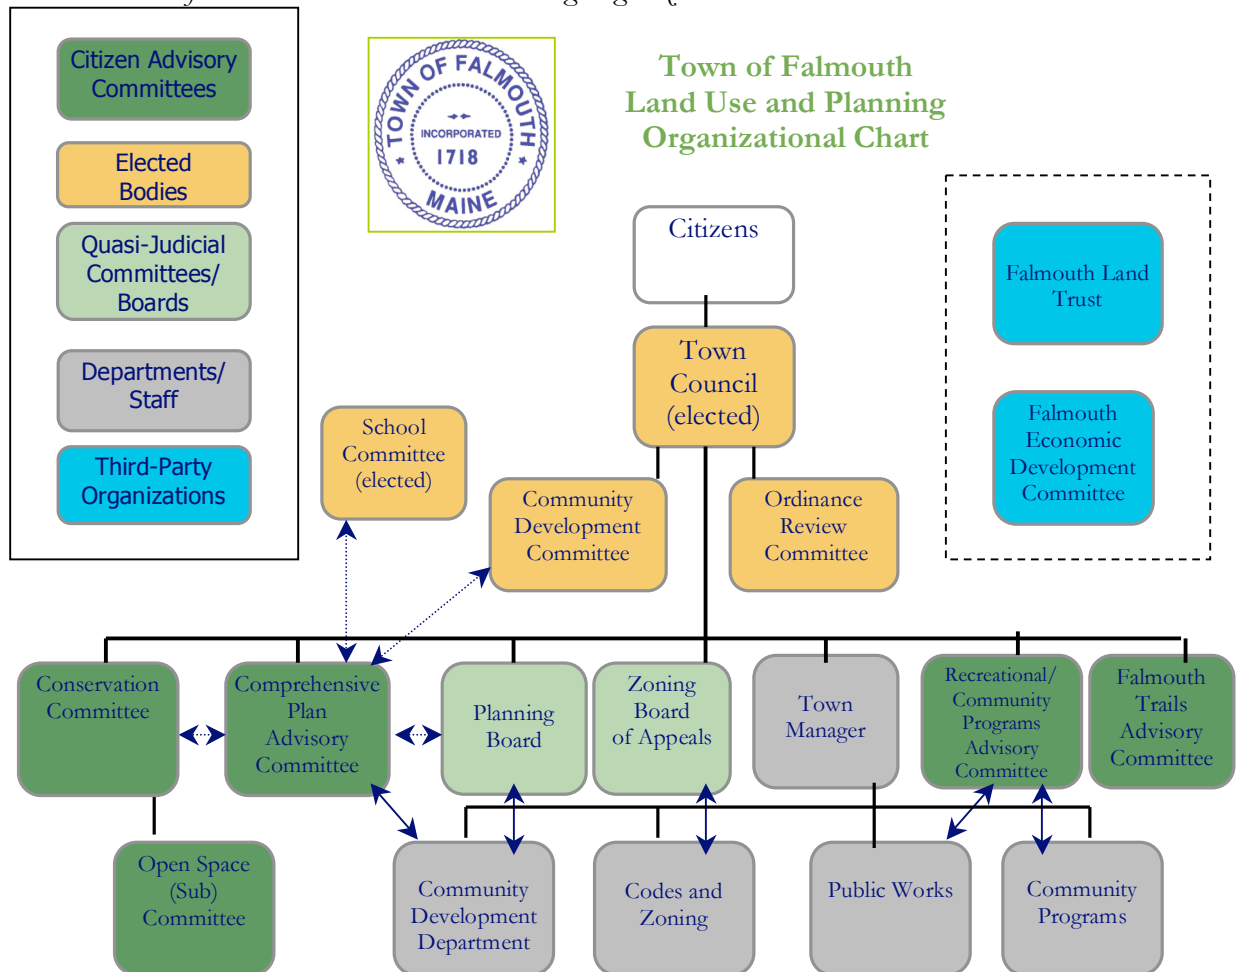 Citizen Advisory
Committees
Elected
Bodies
Quasi-Judicial
Committees/
Boards
Departments/
Staff
Third-Party
Organizations
TOWN OF FALMOUTH
INCORPORATED
1718
MAINE
Town of Falmouth
Land Use and Planning
Organizational Chart
Citizens
Town
Council
(elected)
Falmouth Land
Trust
Falmouth
Economic
Development
Committee
School
Committee
(elected)
Community
Development
Committee
Ordinance
Review
Committee
Conservation
Committee
Comprehensive
Plan
Advisory
Committee
Planning
Board
Zoning
Board
of Appeals
Town
Manager
Recreational/
Community
Programs
Advisory
Committee
Falmouth
Trails
Advisory
Committee
Open Space
(Sub)
Committee
Community
Development
Department
Codes and
Zoning
Public Works
Community
Programs